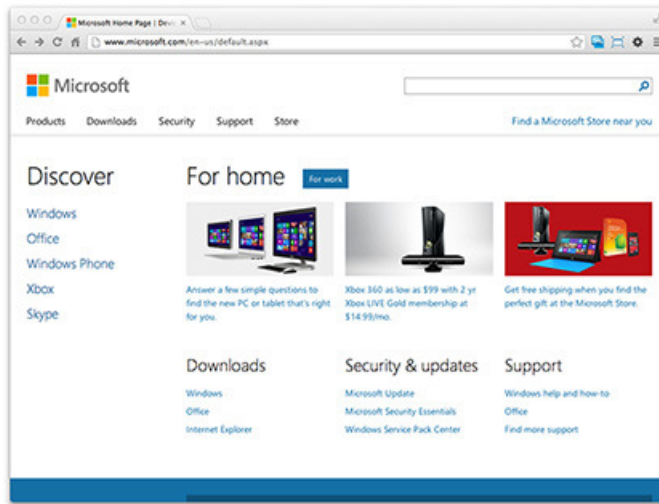 Microsoft Home Page | Devic
www.microsoft.com/en-us/default.aspx
Microsoft
Products Downloads Security Support Store
Find a Microsoft Store near you
Discover
Windows
Office
Windows Phone
Xbox
Skype
For home
For work
Answer a few simple questions to
find the new PC or tablet that's right
for you.
Xbox 360 as low as $99 with 2 yr
Xbox LIVE Gold membership at
$14.99/mo.
Get free shipping when you find the
perfect gift at the Microsoft Store.
Downloads
Windows
Office
Internet Explorer
Security & updates
Microsoft Update
Microsoft Security Essentials
Windows Service Pack Center
Support
Windows help and how-to
Office
Find more support